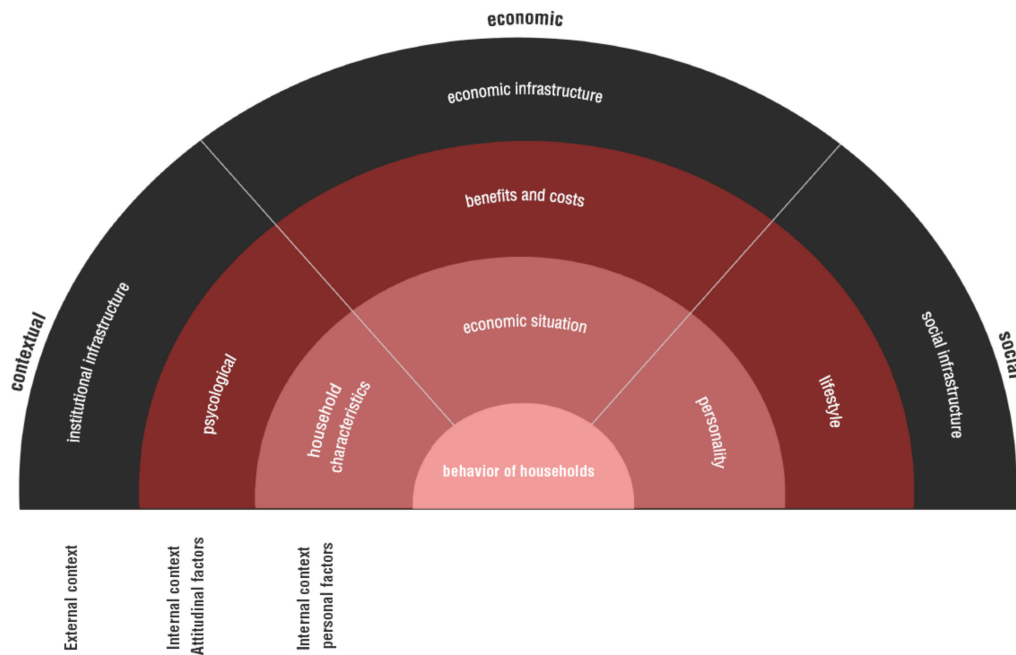 economic
economic infrastructure
benefits and costs
economic situation
contextual
institutional infrastructure
psycological
household
characteristics
behavior of households
personality
lifestyle
social infrastructure
social
External context
Internal context
Attitudinal factors
Internal context
personal factors